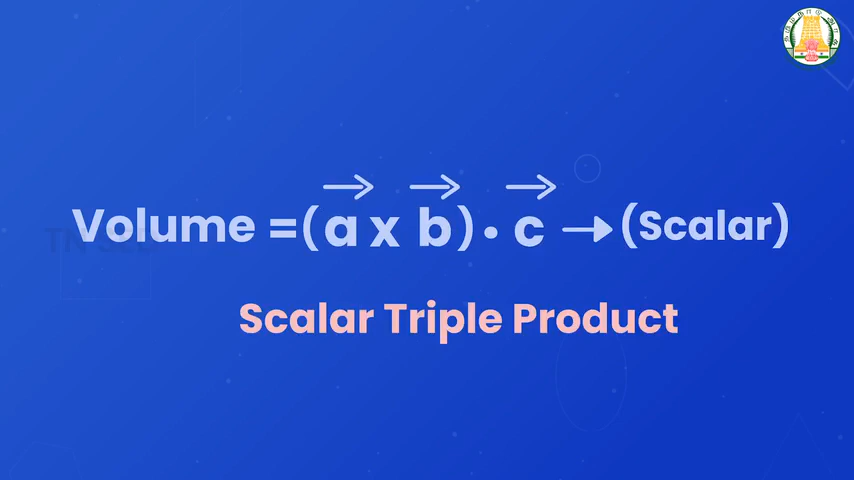 Volume = (a⃗ x b⃗) • c⃗ → (Scalar)
Scalar Triple Product